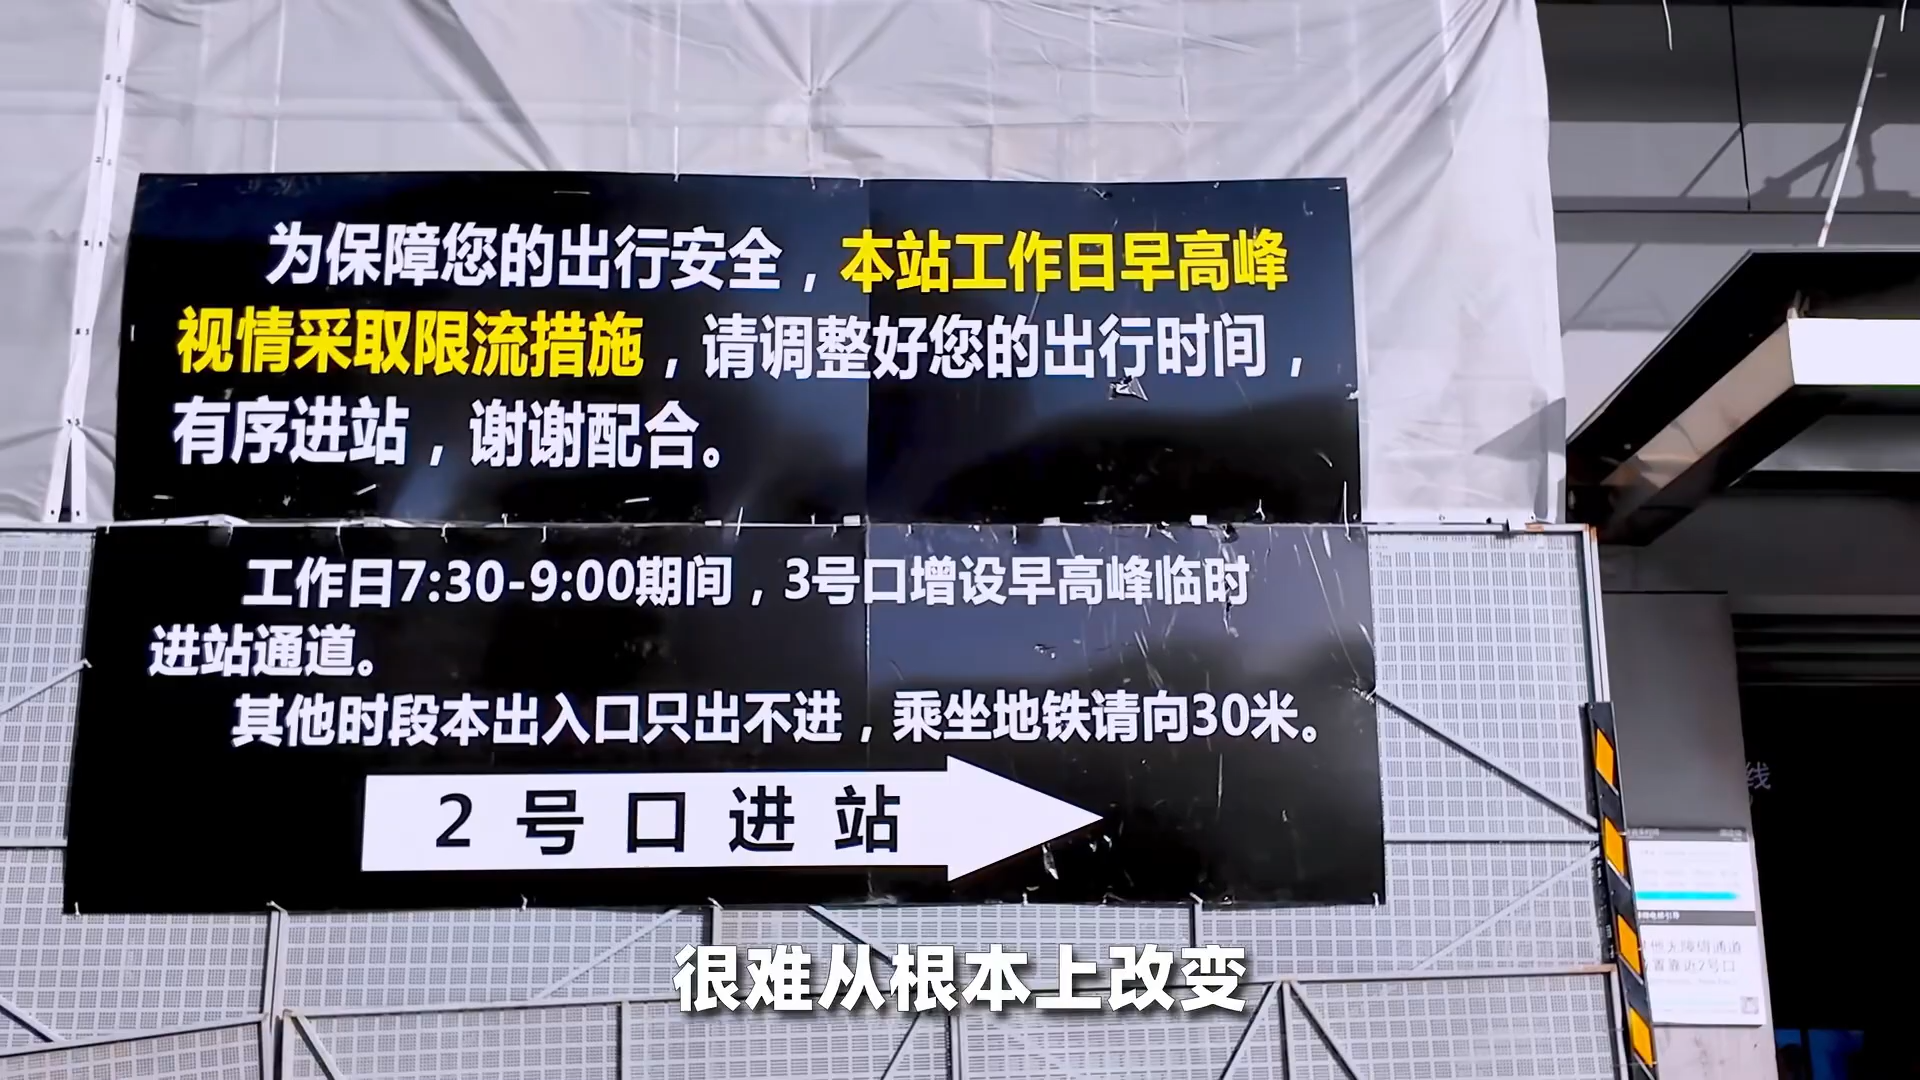 为保障您的出行安全，本站工作日早高峰
视情采取限流措施，请调整好您的出行时间，
有序进站，谢谢配合。
工作日7:30-9:00期间，3号口增设早高峰临时
进站通道。
其他时段本出入口只出不进，乘坐地铁请向30米。
2号口进站
线
很难从根本上改变